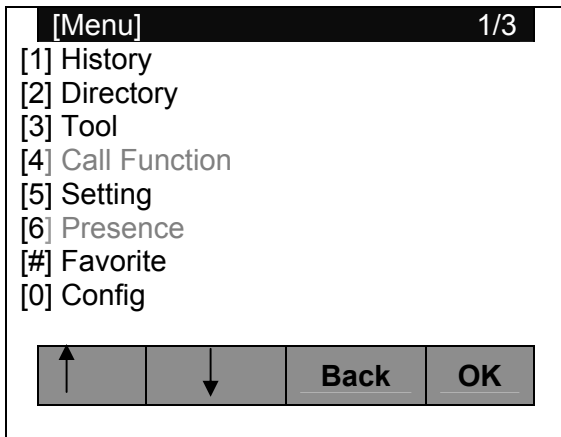 [Menu] 1/3
[1] History
[2] Directory
[3] Tool
[4] Call Function
[5] Setting
[6] Presence
[#] Favorite
[0] Config
↑ ↓ Back OK